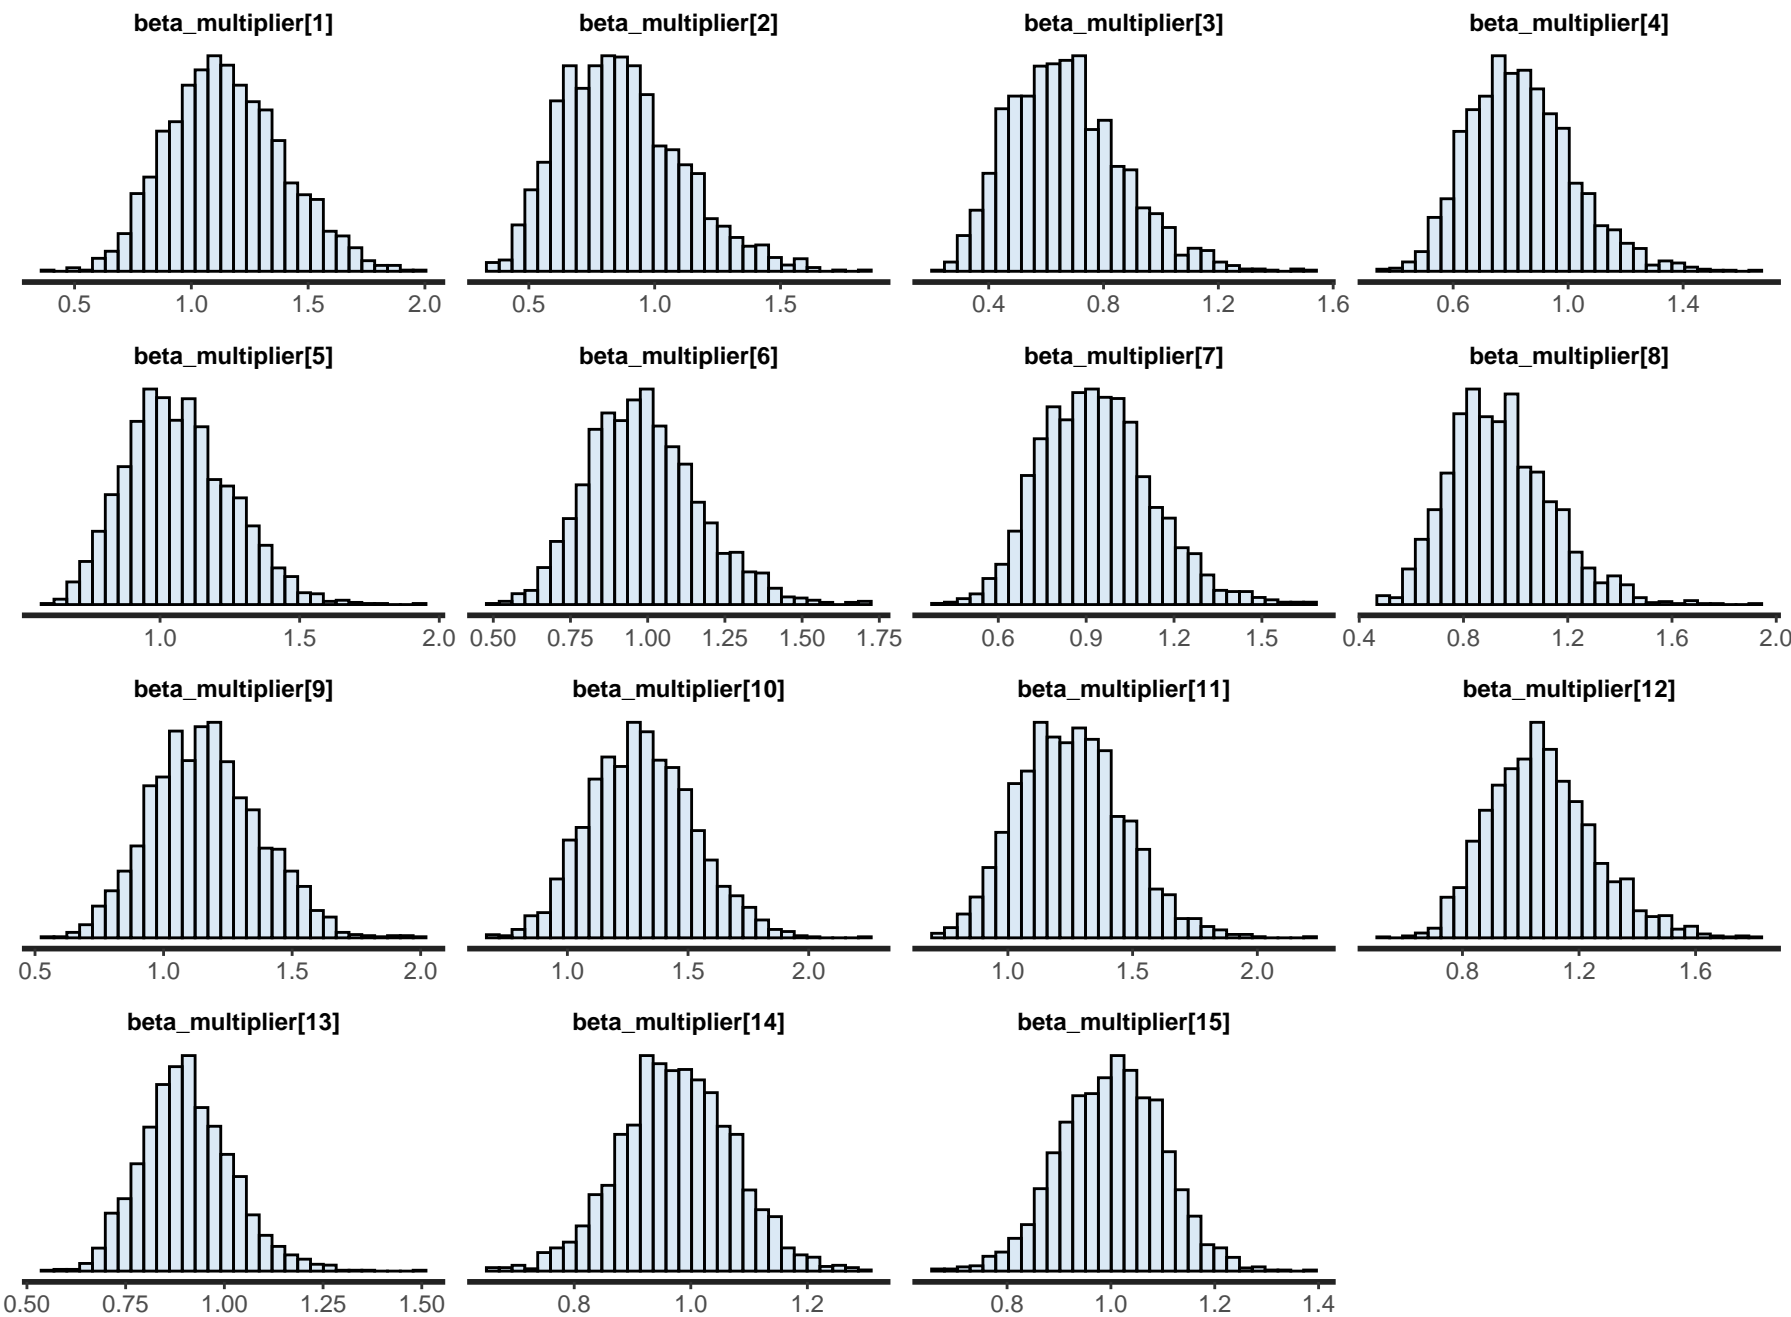 beta_multiplier[1] beta_multiplier[2] beta_multiplier[3] beta_multiplier[4]
0.5 1.0 1.5 2.0 0.5 1.0 1.5 0.4 0.8 1.2 1.6 0.6 1.0 1.4
beta_multiplier[5] beta_multiplier[6] beta_multiplier[7] beta_multiplier[8]
1.0 1.5 2.0 0.50 0.75 1.00 1.25 1.50 1.75 0.6 0.9 1.2 1.5 0.4 0.8 1.2 1.6 2.0
beta_multiplier[9] beta_multiplier[10] beta_multiplier[11] beta_multiplier[12]
0.5 1.0 1.5 2.0 1.0 1.5 2.0 1.0 1.5 2.0 0.8 1.2 1.6
beta_multiplier[13] beta_multiplier[14] beta_multiplier[15]
0.50 0.75 1.00 1.25 1.50 0.8 1.0 1.2 0.8 1.0 1.2 1.4